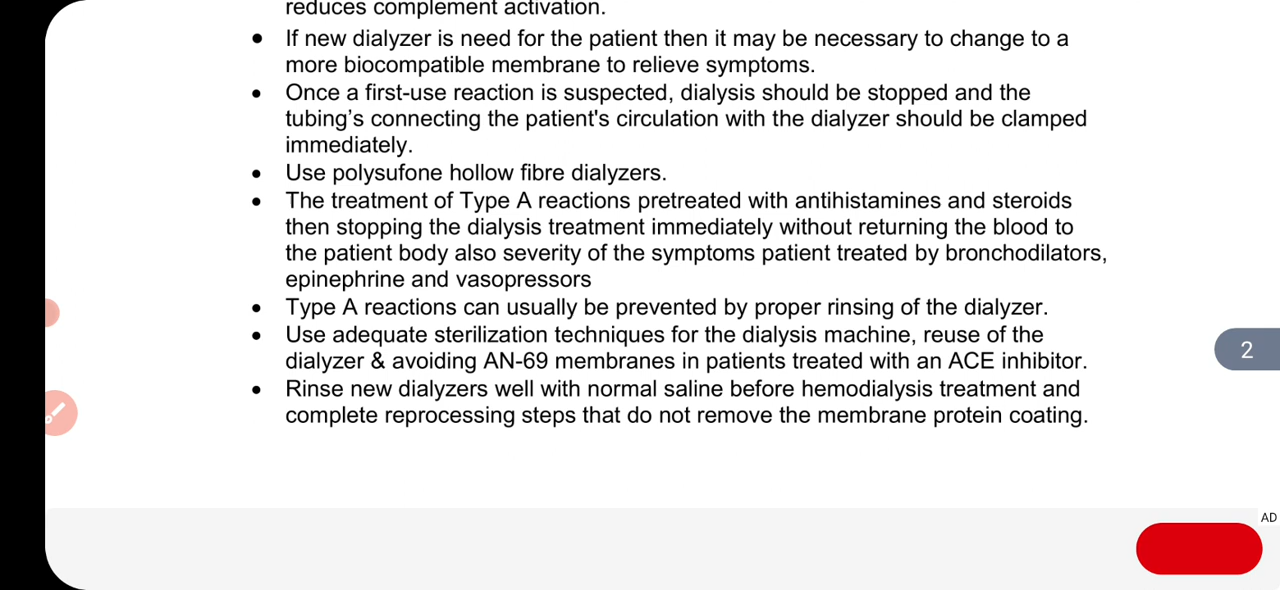 reduces complement activation.
• If new dialyzer is need for the patient then it may be necessary to change to a
more biocompatible membrane to relieve symptoms.
• Once a first-use reaction is suspected, dialysis should be stopped and the
tubing's connecting the patient's circulation with the dialyzer should be clamped
immediately.
• Use polysufone hollow fibre dialyzers.
• The treatment of Type A reactions pretreated with antihistamines and steroids
then stopping the dialysis treatment immediately without returning the blood to
the patient body also severity of the symptoms patient treated by bronchodilators,
epinephrine and vasopressors
• Type A reactions can usually be prevented by proper rinsing of the dialyzer.
• Use adequate sterilization techniques for the dialysis machine, reuse of the
dialyzer & avoiding AN-69 membranes in patients treated with an ACE inhibitor.
2
• Rinse new dialyzers well with normal saline before hemodialysis treatment and
complete reprocessing steps that do not remove the membrane protein coating.
AD